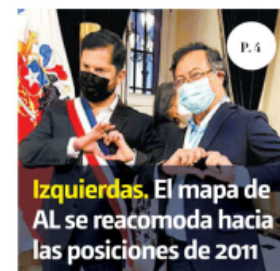 P. 4
Izquierdas. El mapa de
AL se reacomoda hacia
las posiciones de 2011